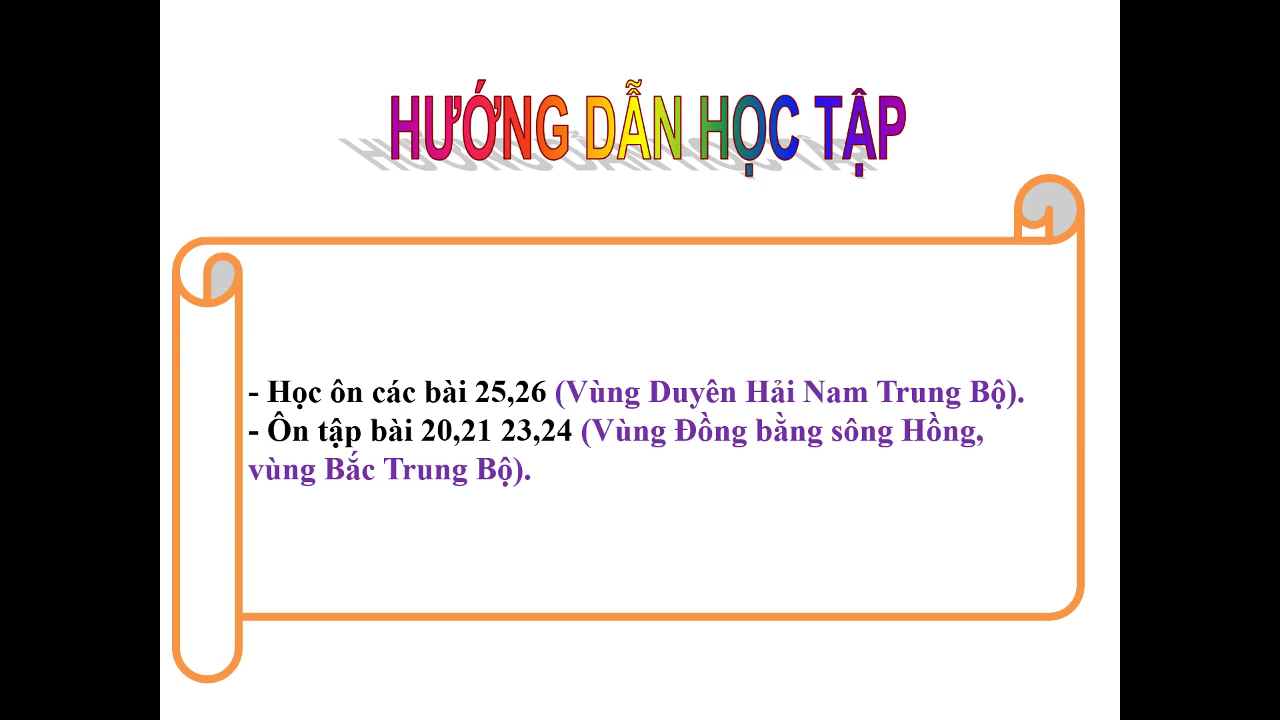 HƯỚNG DẪN HỌC TẬP
- Học ôn các bài 25,26 (Vùng Duyên Hải Nam Trung Bộ).
- Ôn tập bài 20,21 23,24 (Vùng Đồng bằng sông Hồng,
vùng Bắc Trung Bộ).